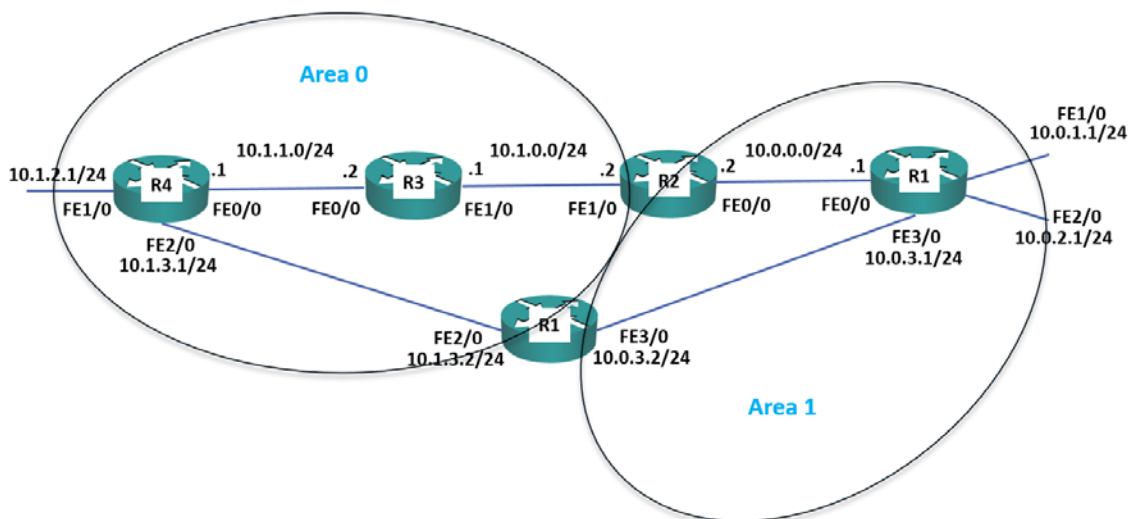 Area 0
FE1/0
10.0.1.1/24
10.1.1.0/24
10.1.0.0/24
10.0.0.0/24
10.1.2.1/24
R4
.1
.2
R3
.1
.2
R2
.2
.1
R1
FE1/0
FE0/0
FE0/0
FE1/0
FE1/0
FE0/0
FE0/0
FE2/0
10.0.2.1/24
FE2/0
10.1.3.1/24
FE3/0
10.0.3.1/24
R1
FE2/0
10.1.3.2/24
FE3/0
10.0.3.2/24
Area 1